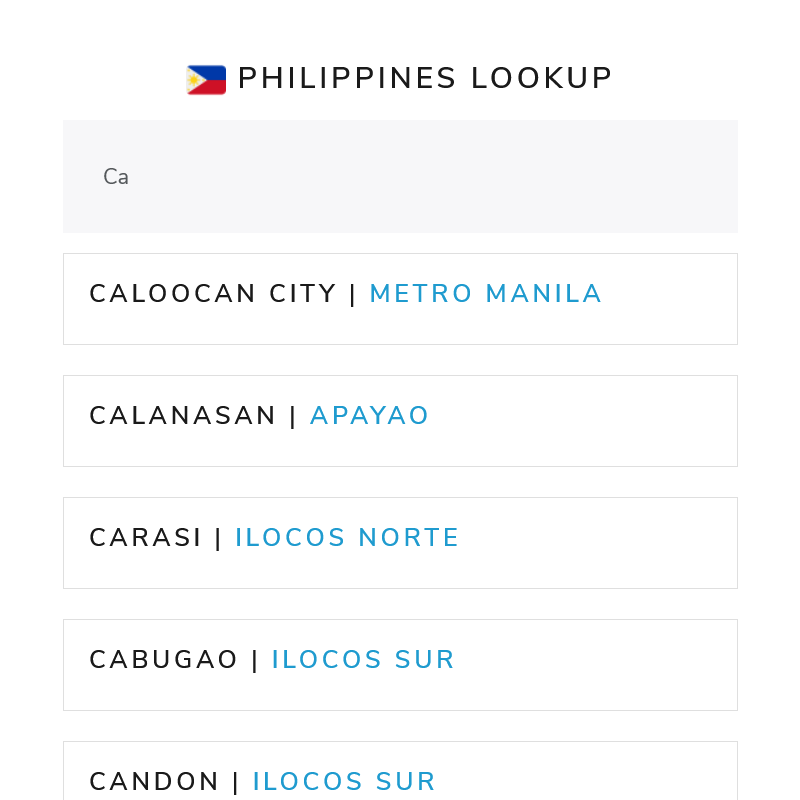 PHILIPPINES LOOKUP
Ca
CALOOCAN CITY | METRO MANILA
CALANASAN | APAYAO
CARASI | ILOCOS NORTE
CABUGAO | ILOCOS SUR
CANDON | ILOCOS SUR